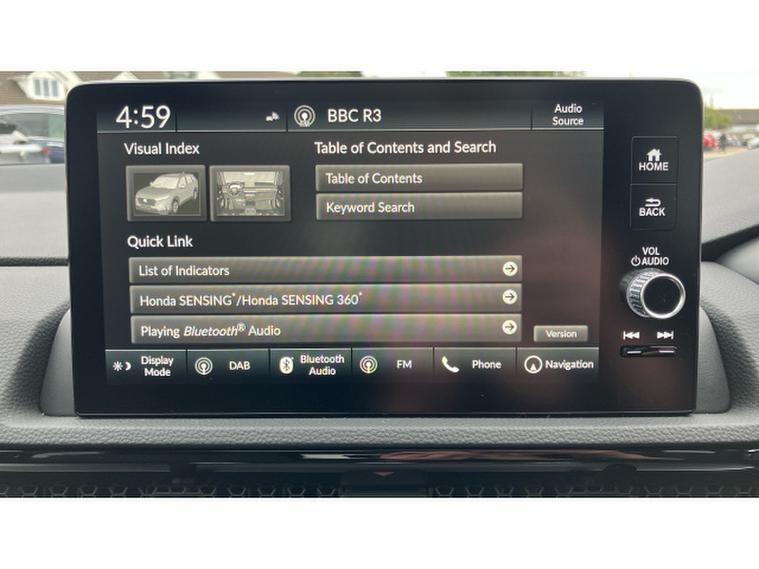 4:59
BBC R3
Audio
Source
Visual Index
Table of Contents and Search
Table of Contents
Keyword Search
Quick Link
List of Indicators
Honda SENSING*/Honda SENSING 360*
Playing Bluetooth® Audio
Version
Display
Mode
DAB
Bluetooth
Audio
FM
Phone
Navigation
HOME
BACK
VOL
AUDIO